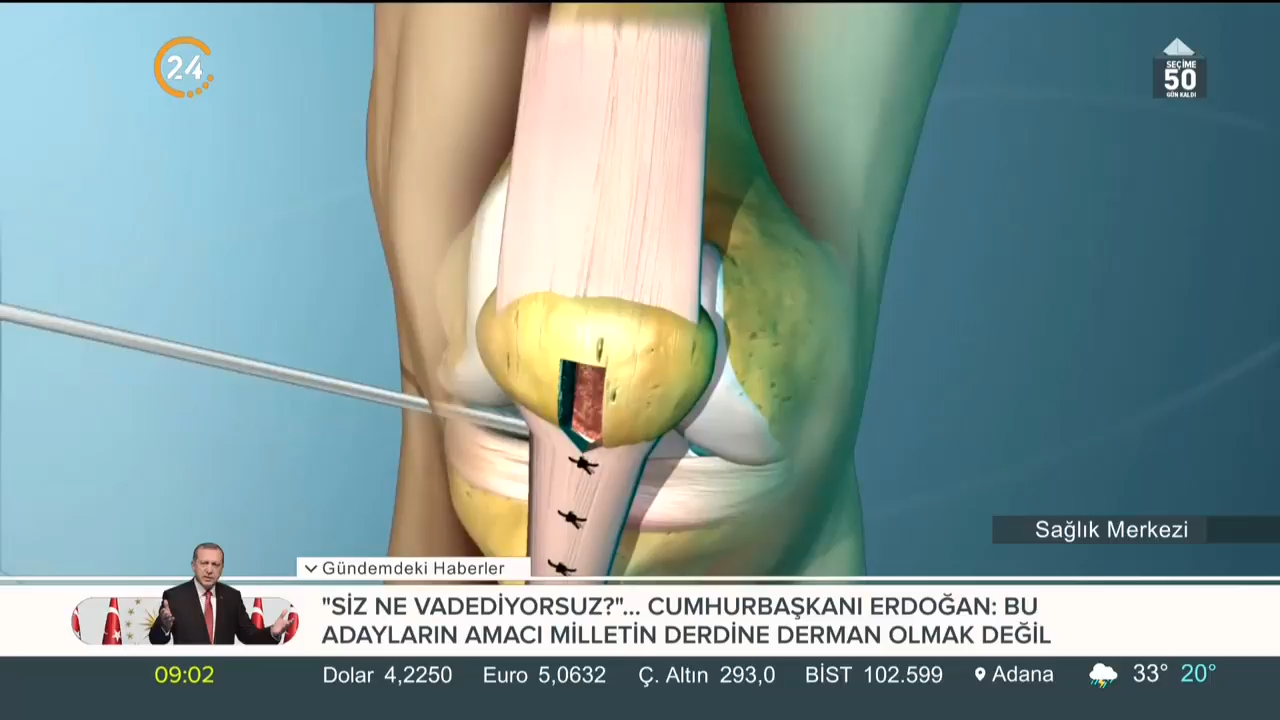 24
SEÇİME
50
GÜN KALDI
Sağlık Merkezi
Gündemdeki Haberler
"SİZ NE VADEDİYORSUZ?"... CUMHURBAŞKANI ERDOĞAN: BU
ADAYLARIN AMACI MİLLETİN DERDİNE DERMAN OLMAK DEĞİL
09:02 Dolar 4,2250 Euro 5,0632 Ç. Altın 293,0 BİST 102.599 Adana 33° 20°